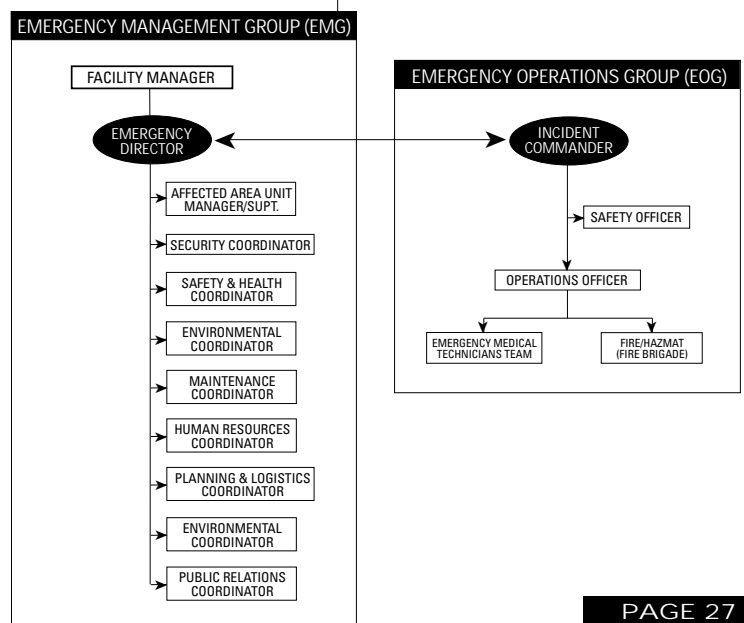 EMERGENCY MANAGEMENT GROUP (EMG)
FACILITY MANAGER
EMERGENCY
DIRECTOR
AFFECTED AREA UNIT
MANAGER/SUPT.
SECURITY COORDINATOR
SAFETY & HEALTH
COORDINATOR
ENVIRONMENTAL
COORDINATOR
MAINTENANCE
COORDINATOR
HUMAN RESOURCES
COORDINATOR
PLANNING & LOGISTICS
COORDINATOR
ENVIRONMENTAL
COORDINATOR
PUBLIC RELATIONS
COORDINATOR
EMERGENCY OPERATIONS GROUP (EOG)
INCIDENT
COMMANDER
SAFETY OFFICER
OPERATIONS OFFICER
EMERGENCY MEDICAL
TECHNICIANS TEAM
FIRE/HAZMAT
(FIRE BRIGADE)
PAGE 27